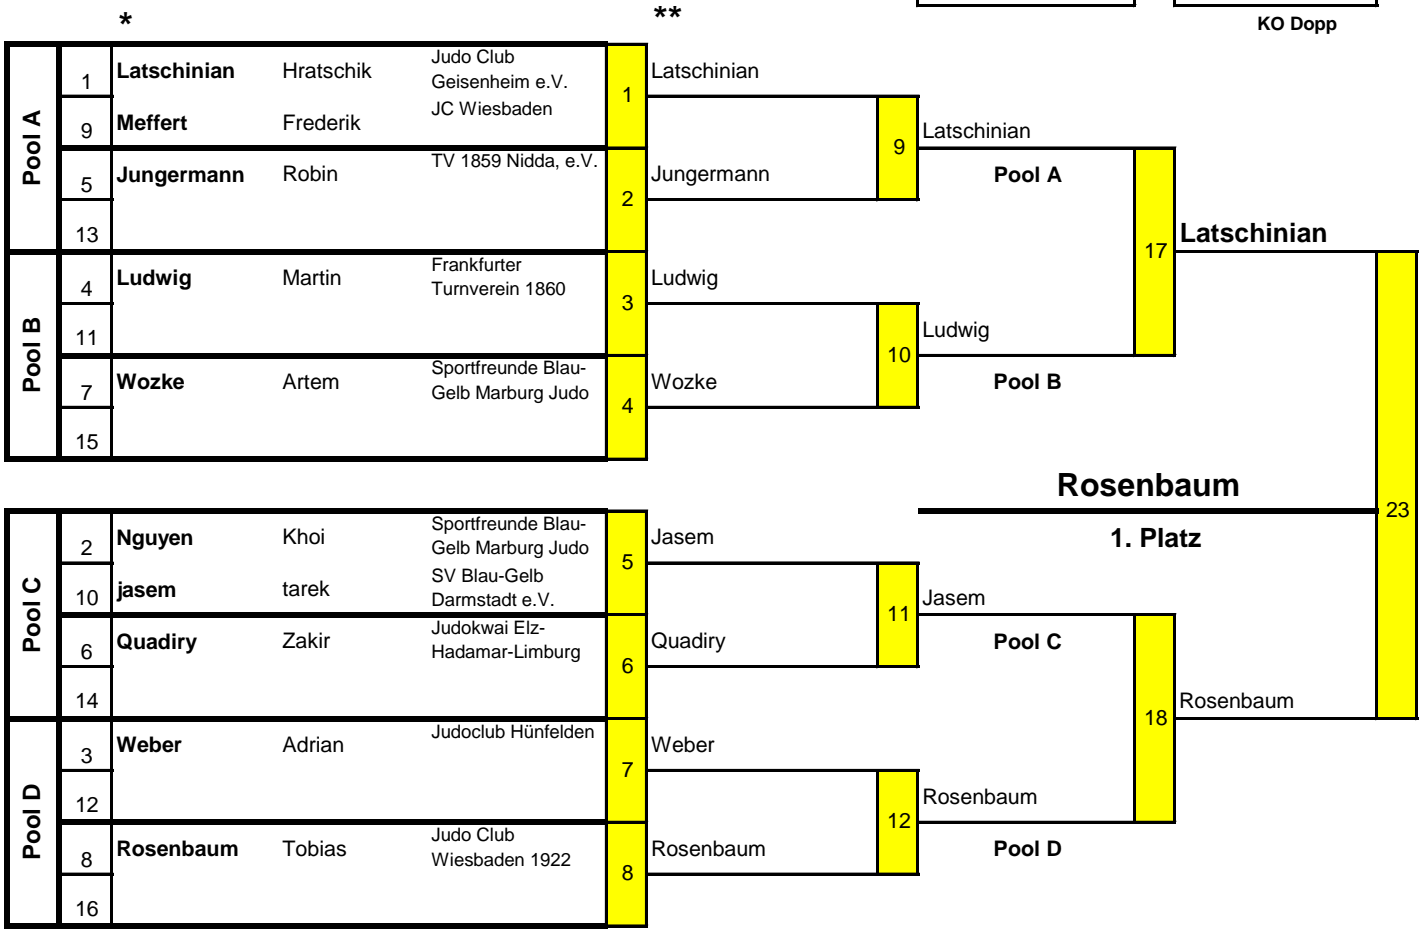 * **
KO Dopp
Pool A
1 Latschinian Hratschik Judo Club
Geisenheim e.V.
1 Latschinian
9 Meffert Frederik JC Wiesbaden
9 Latschinian
Pool A
5 Jungermann Robin TV 1859 Nidda, e.V.
2 Jungermann
13
17 Latschinian
Pool B
4 Ludwig Martin Frankfurter
Turnverein 1860
3 Ludwig
11
10 Ludwig
Pool B
7 Wozke Artem Sportfreunde Blau-
Gelb Marburg Judo
4 Wozke
15
Rosenbaum
23
1. Platz
Pool C
2 Nguyen Khoi Sportfreunde Blau-
Gelb Marburg Judo
5 Jasem
10 jasem tarek SV Blau-Gelb
Darmstadt e.V.
11 Jasem
Pool C
6 Quadiry Zakir Judokwai Elz-
Hadamar-Limburg
6 Quadiry
14
18 Rosenbaum
Pool D
3 Weber Adrian Judoclub Hünfelden
7 Weber
12
12 Rosenbaum
Pool D
8 Rosenbaum Tobias Judo Club
Wiesbaden 1922
8 Rosenbaum
16